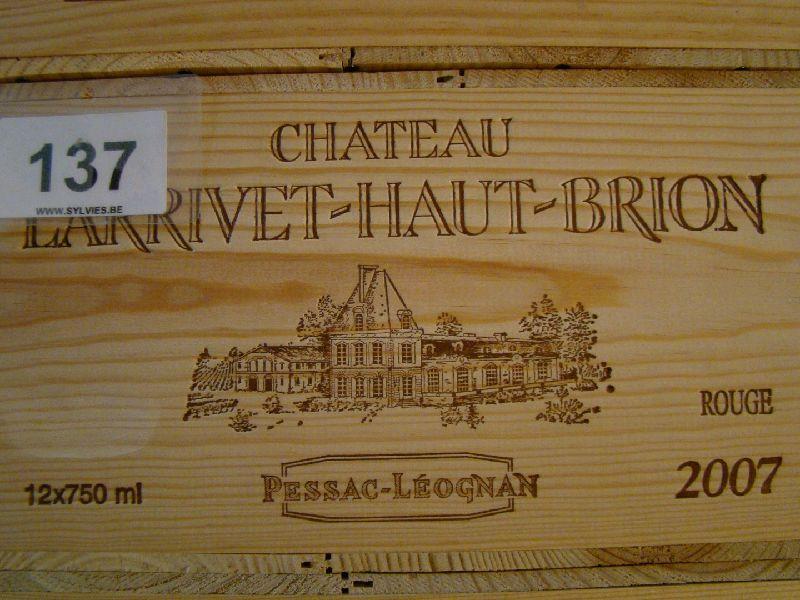 137
WWW.SYLVIES.BE
CHATEAU
LARRIVET-HAUT-BRION
ROUGE
12x750 ml
PESSAC-LÉOGNAN
2007